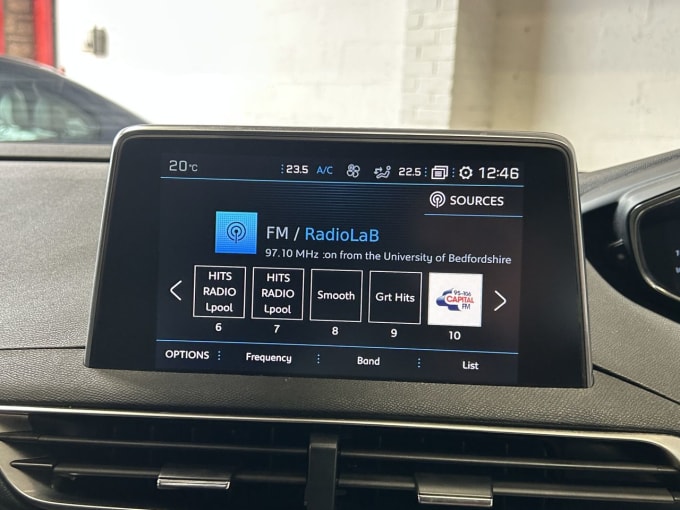 20°C
23.5 A/C 22.5 12:46
SOURCES
FM / RadioLaB
97.10 MHz :on from the University of Bedfordshire
HITS RADIO Lpool
HITS RADIO Lpool
Smooth
Grt Hits
95-106 CAPITAL FM
6 7 8 9 10
OPTIONS Frequency Band List